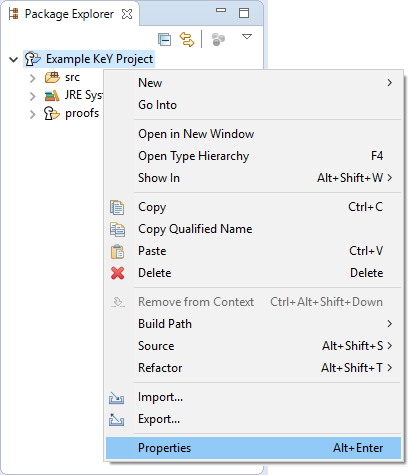 Package Explorer
Example KeY Project
src
JRE Sys
proofs
New
Go Into
Open in New Window
Open Type Hierarchy F4
Show In Alt+Shift+W
Copy Ctrl+C
Copy Qualified Name
Paste Ctrl+V
Delete Delete
Remove from Context Ctrl+Alt+Shift+Down
Build Path
Source Alt+Shift+S
Refactor Alt+Shift+T
Import...
Export...
Properties Alt+Enter